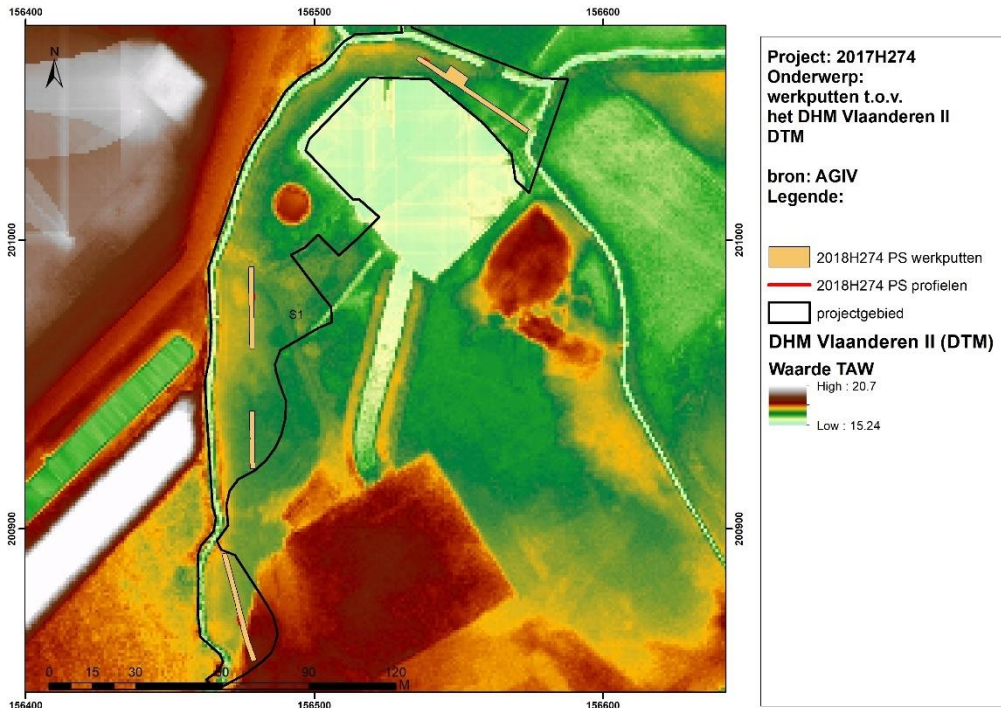 156400
156500
156600
201000
201000
200900
200900
N
S1
0 15 30 60 90 120
M
156400
156500
156600
Project: 2017H274
Onderwerp:
werkputten t.o.v.
het DHM Vlaanderen II
DTM
bron: AGIV
Legende:
2018H274 PS werkputten
2018H274 PS profielen
projectgebied
DHM Vlaanderen II (DTM)
Waarde TAW
High : 20.7
Low : 15.24